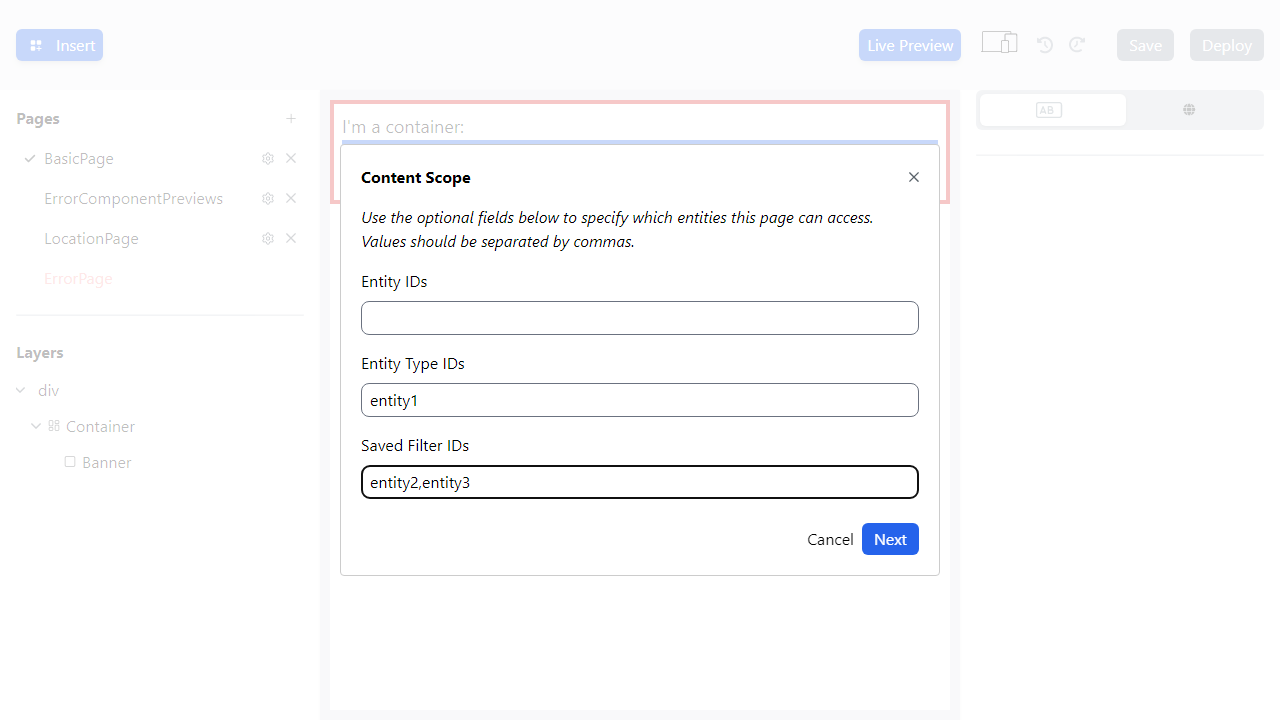 Insert
Live Preview
Save
Deploy
Pages
BasicPage
ErrorComponentPreviews
LocationPage
ErrorPage
Layers
div
Container
Banner
I'm a container:
Content Scope
Use the optional fields below to specify which entities this page can access.
Values should be separated by commas.
Entity IDs
Entity Type IDs
entity1
Saved Filter IDs
entity2,entity3
Cancel
Next
AB